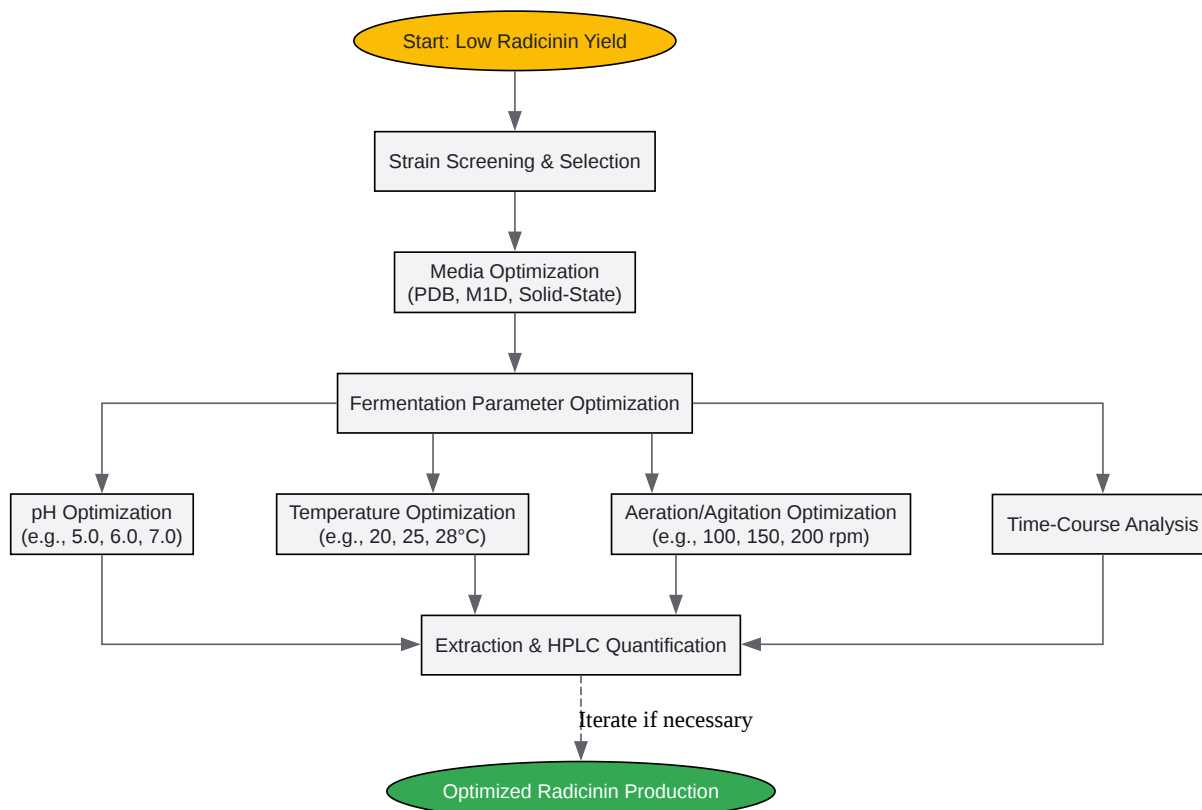 Start: Low Radicinin Yield
Strain Screening & Selection
Media Optimization
(PDB, M1D, Solid-State)
Fermentation Parameter Optimization
pH Optimization
(e.g., 5.0, 6.0, 7.0)
Temperature Optimization
(e.g., 20, 25, 28°C)
Aeration/Agitation Optimization
(e.g., 100, 150, 200 rpm)
Time-Course Analysis
Extraction & HPLC Quantification
Iterate if necessary
Optimized Radicinin Production